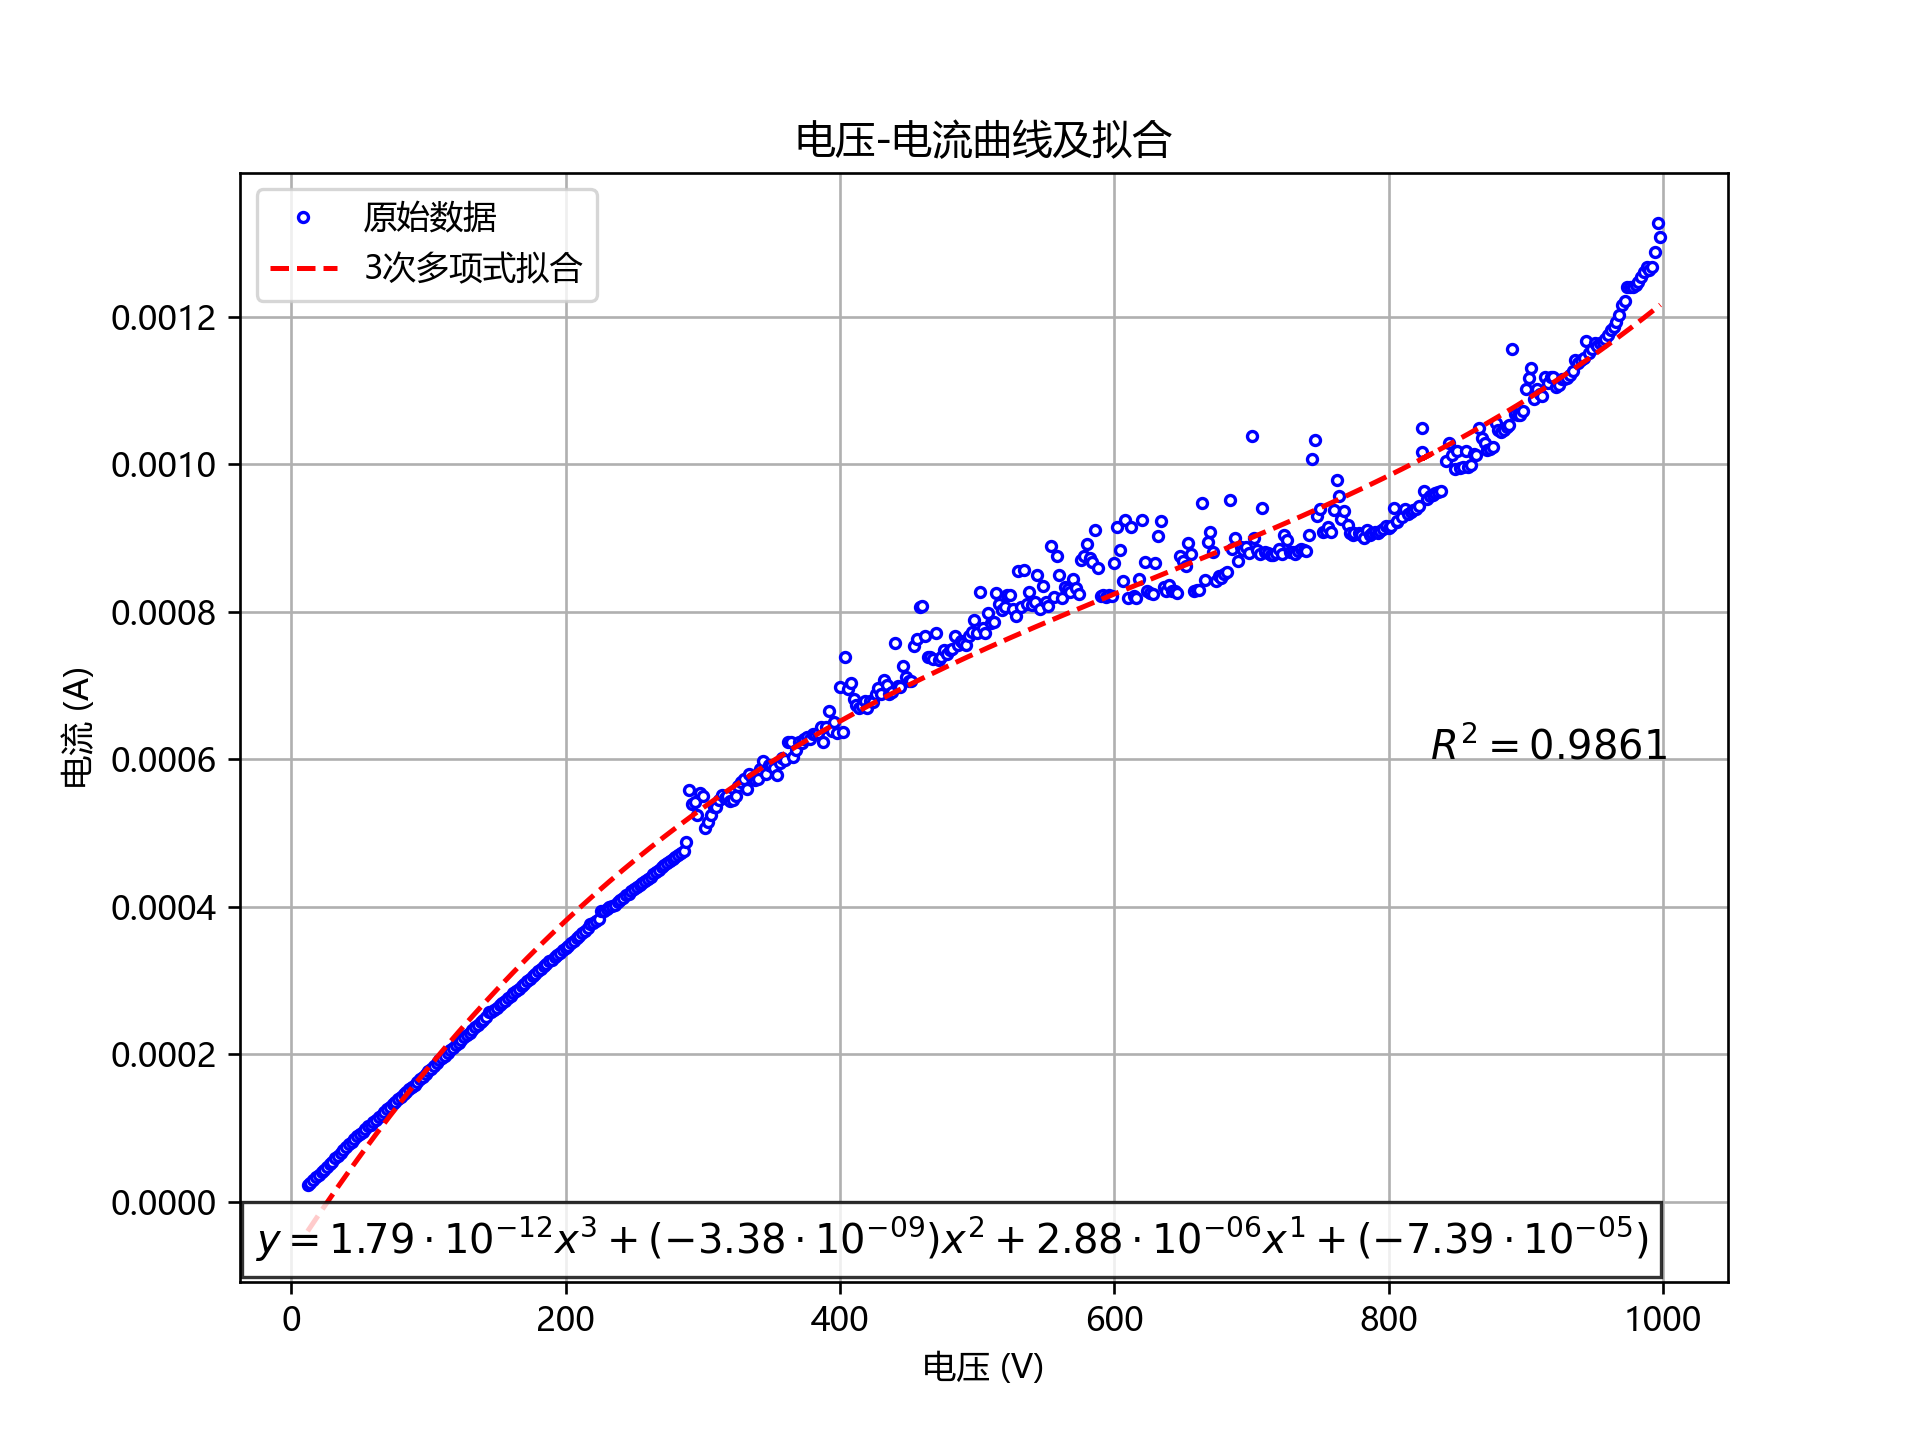 电压-电流曲线及拟合
原始数据
3次多项式拟合
0.0012
0.0010
0.0008
0.0006
0.0004
0.0002
0.0000
电流 (A)
R² = 0.9861
y = 1.79 · 10⁻¹²x³ + (−3.38 · 10⁻⁰⁹)x² + 2.88 · 10⁻⁰⁶x¹ + (−7.39 · 10⁻⁰⁵)
0 200 400 600 800 1000
电压 (V)